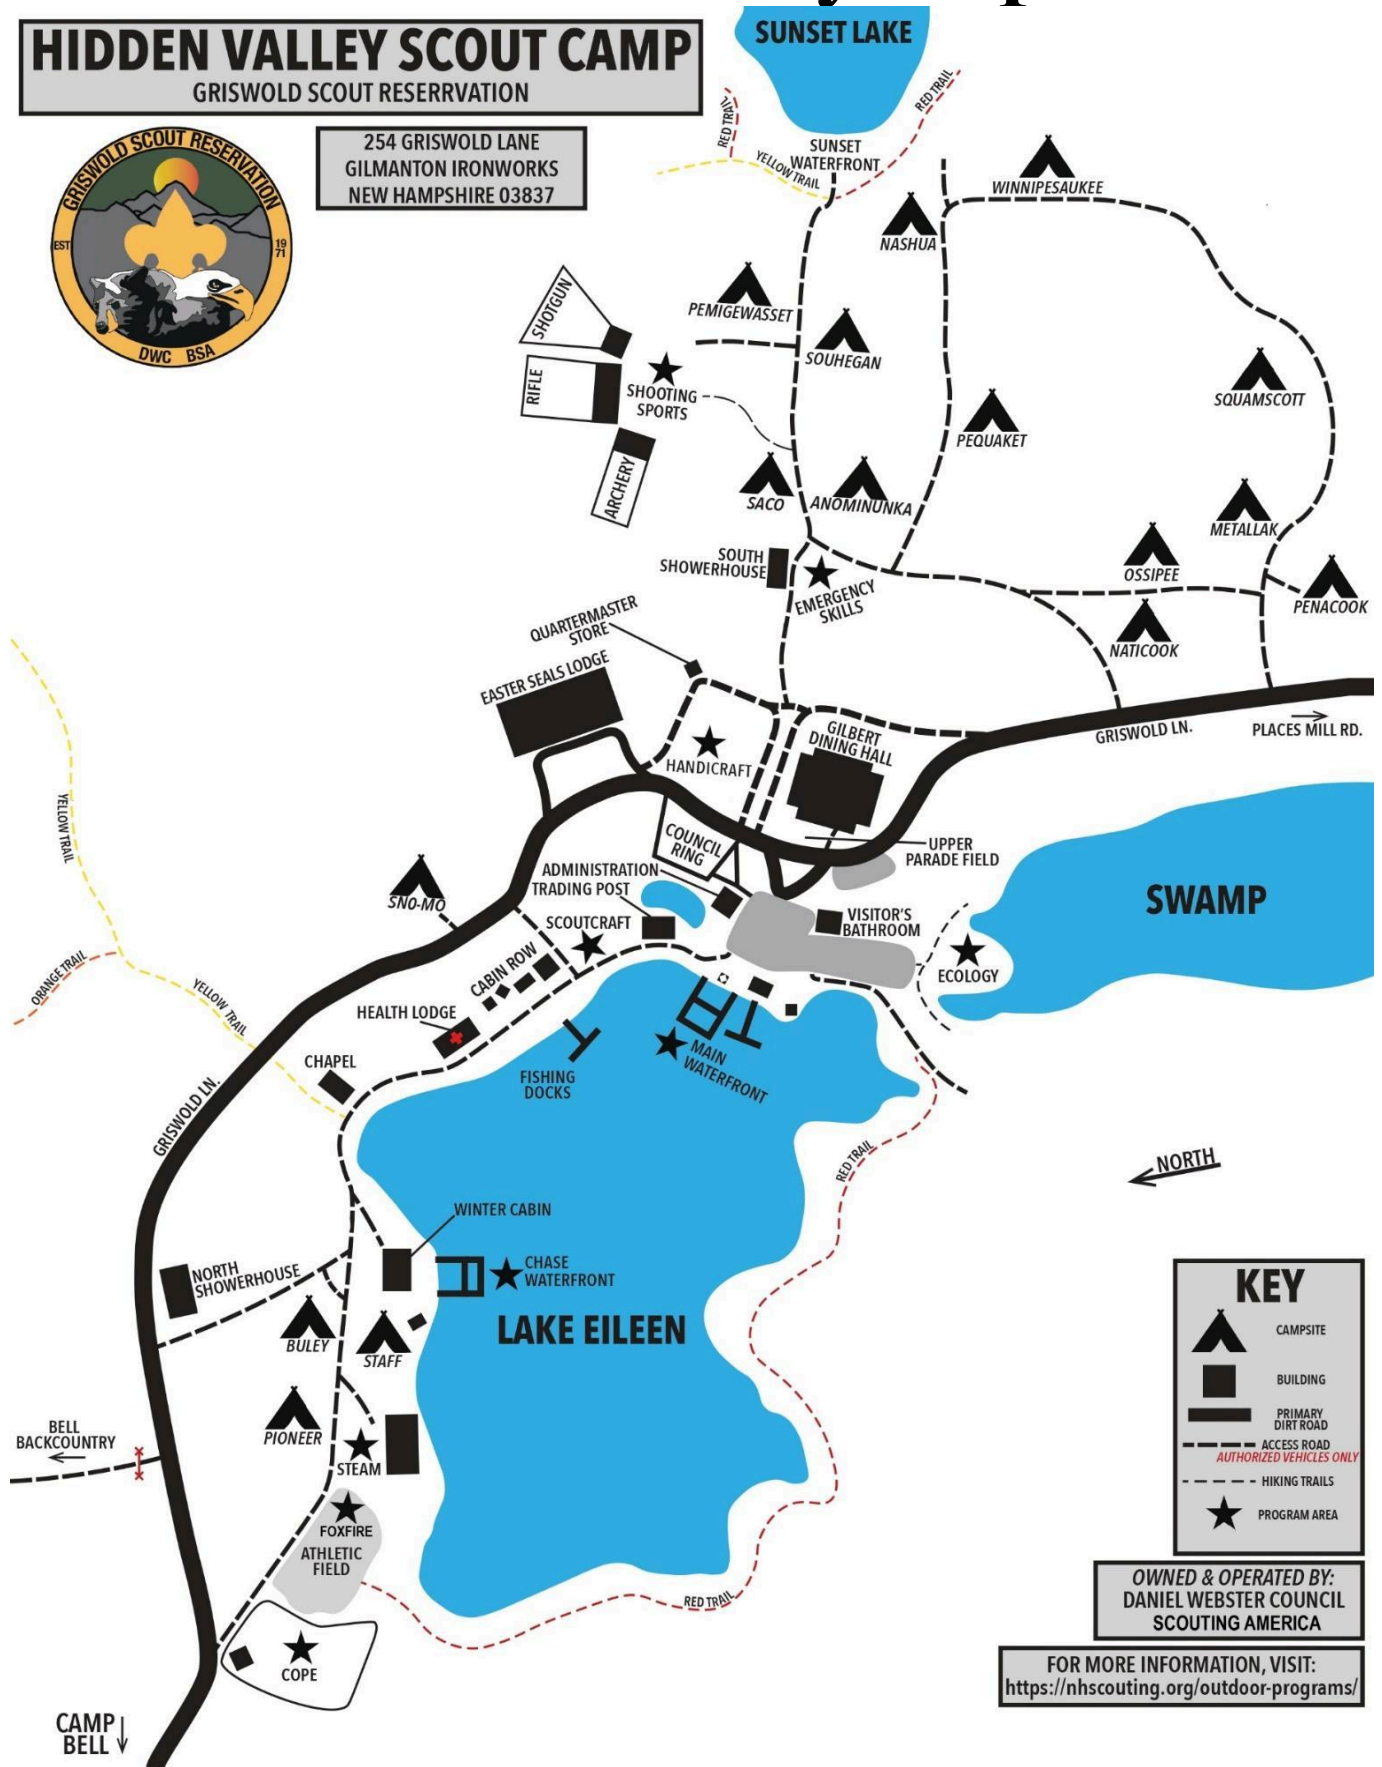 HIDDEN VALLEY SCOUT CAMP
GRISWOLD SCOUT RESERRVATION
254 GRISWOLD LANE
GILMANTON IRONWORKS
NEW HAMPSHIRE 03837
GRISWOLD SCOUT RESERVATION
EST
1971
DWC BSA
SUNSET LAKE
RED TRAIL
RED TRAIL
YELLOW TRAIL
SUNSET
WATERFRONT
WINNIPESAUKEE
NASHUA
PEMIGEWASSET
SOUHEGAN
SHOTGUN
RIFLE
SHOOTING
SPORTS
ARCHERY
SQUAMSCOTT
PEQUAKET
SACO
ANOMINUNKA
METALLAK
OSSIPEE
PENACOOK
NATICOOK
SOUTH
SHOWERHOUSE
EMERGENCY
SKILLS
QUARTERMASTER
STORE
EASTER SEALS LODGE
HANDICRAFT
GILBERT
DINING HALL
GRISWOLD LN.
PLACES MILL RD.
YELLOW TRAIL
COUNCIL
RING
UPPER
PARADE FIELD
ADMINISTRATION
TRADING POST
SWAMP
SNO-MO
SCOUTCRAFT
VISITOR'S
BATHROOM
ECOLOGY
CABIN ROW
ORANGE TRAIL
YELLOW TRAIL
HEALTH LODGE
CHAPEL
FISHING
DOCKS
MAIN
WATERFRONT
GRISWOLD LN.
RED TRAIL
NORTH
WINTER CABIN
NORTH
SHOWERHOUSE
CHASE
WATERFRONT
LAKE EILEEN
BULEY
STAFF
PIONEER
STEAM
BELL
BACKCOUNTRY
FOXFIRE
ATHLETIC
FIELD
RED TRAIL
COPE
CAMP
BELL
KEY
CAMPSITE
BUILDING
PRIMARY
DIRT ROAD
ACCESS ROAD
AUTHORIZED VEHICLES ONLY
HIKING TRAILS
PROGRAM AREA
OWNED & OPERATED BY:
DANIEL WEBSTER COUNCIL
SCOUTING AMERICA
FOR MORE INFORMATION, VISIT:
https://nhscouting.org/outdoor-programs/